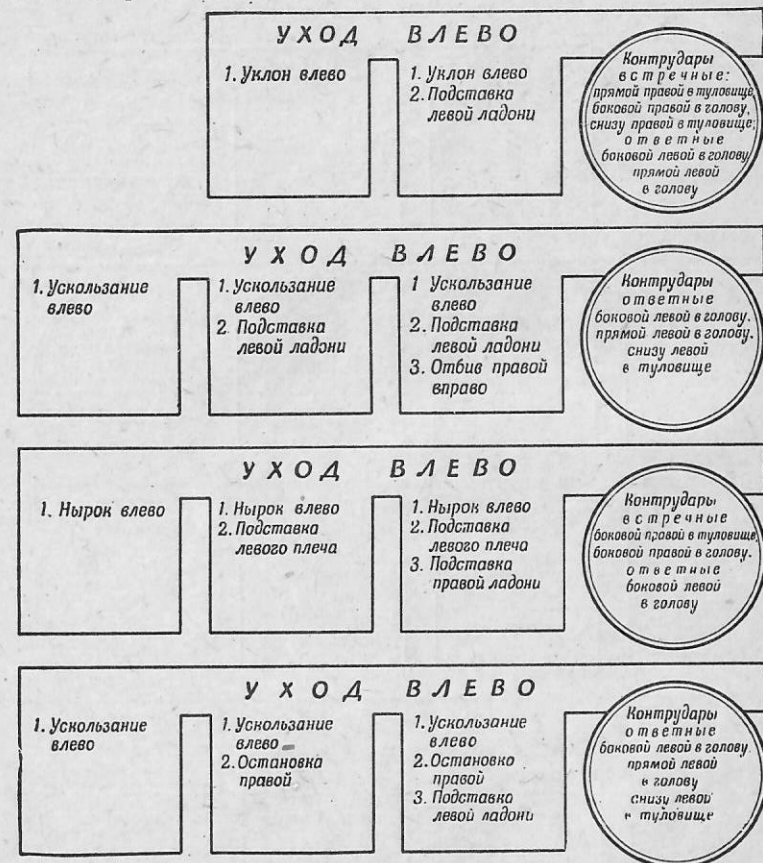 УХОД ВЛЕВО
1. Уклон влево
1. Уклон влево
2. Подставка
левой ладони
Контрудары
встречные:
прямой правой в туловище,
боковой правой в голову,
снизу правой в туловище;
ответные
боковой левой в голову
прямой левой
в голову
УХОД ВЛЕВО
1. Ускользание
влево
1. Ускользание
влево
2. Подставка
левой ладони
1 Ускользание
влево
2. Подставка
левой ладони
3. Отбив правой
вправо
Контрудары
ответные
боковой левой в голову.
прямой левой в голову.
снизу левой
в туловище
УХОД ВЛЕВО
1. Нырок влево
1. Нырок влево
2. Подставка
левого плеча
1. Нырок влево
2. Подставка
левого плеча
3. Подставка
правой ладони
Контрудары
встречные
боковой правой в туловище,
боковой правой в голову.
ответные
боковой левой
в голову
УХОД ВЛЕВО
1. Ускользание
влево
1. Ускользание
влево
2. Остановка
правой
1. Ускользание
влево
2. Остановка
правой
3. Подставка
левой ладони
Контрудары
ответные
боковой левой в голову.
прямой левой
в голову
снизу левой
в туловище